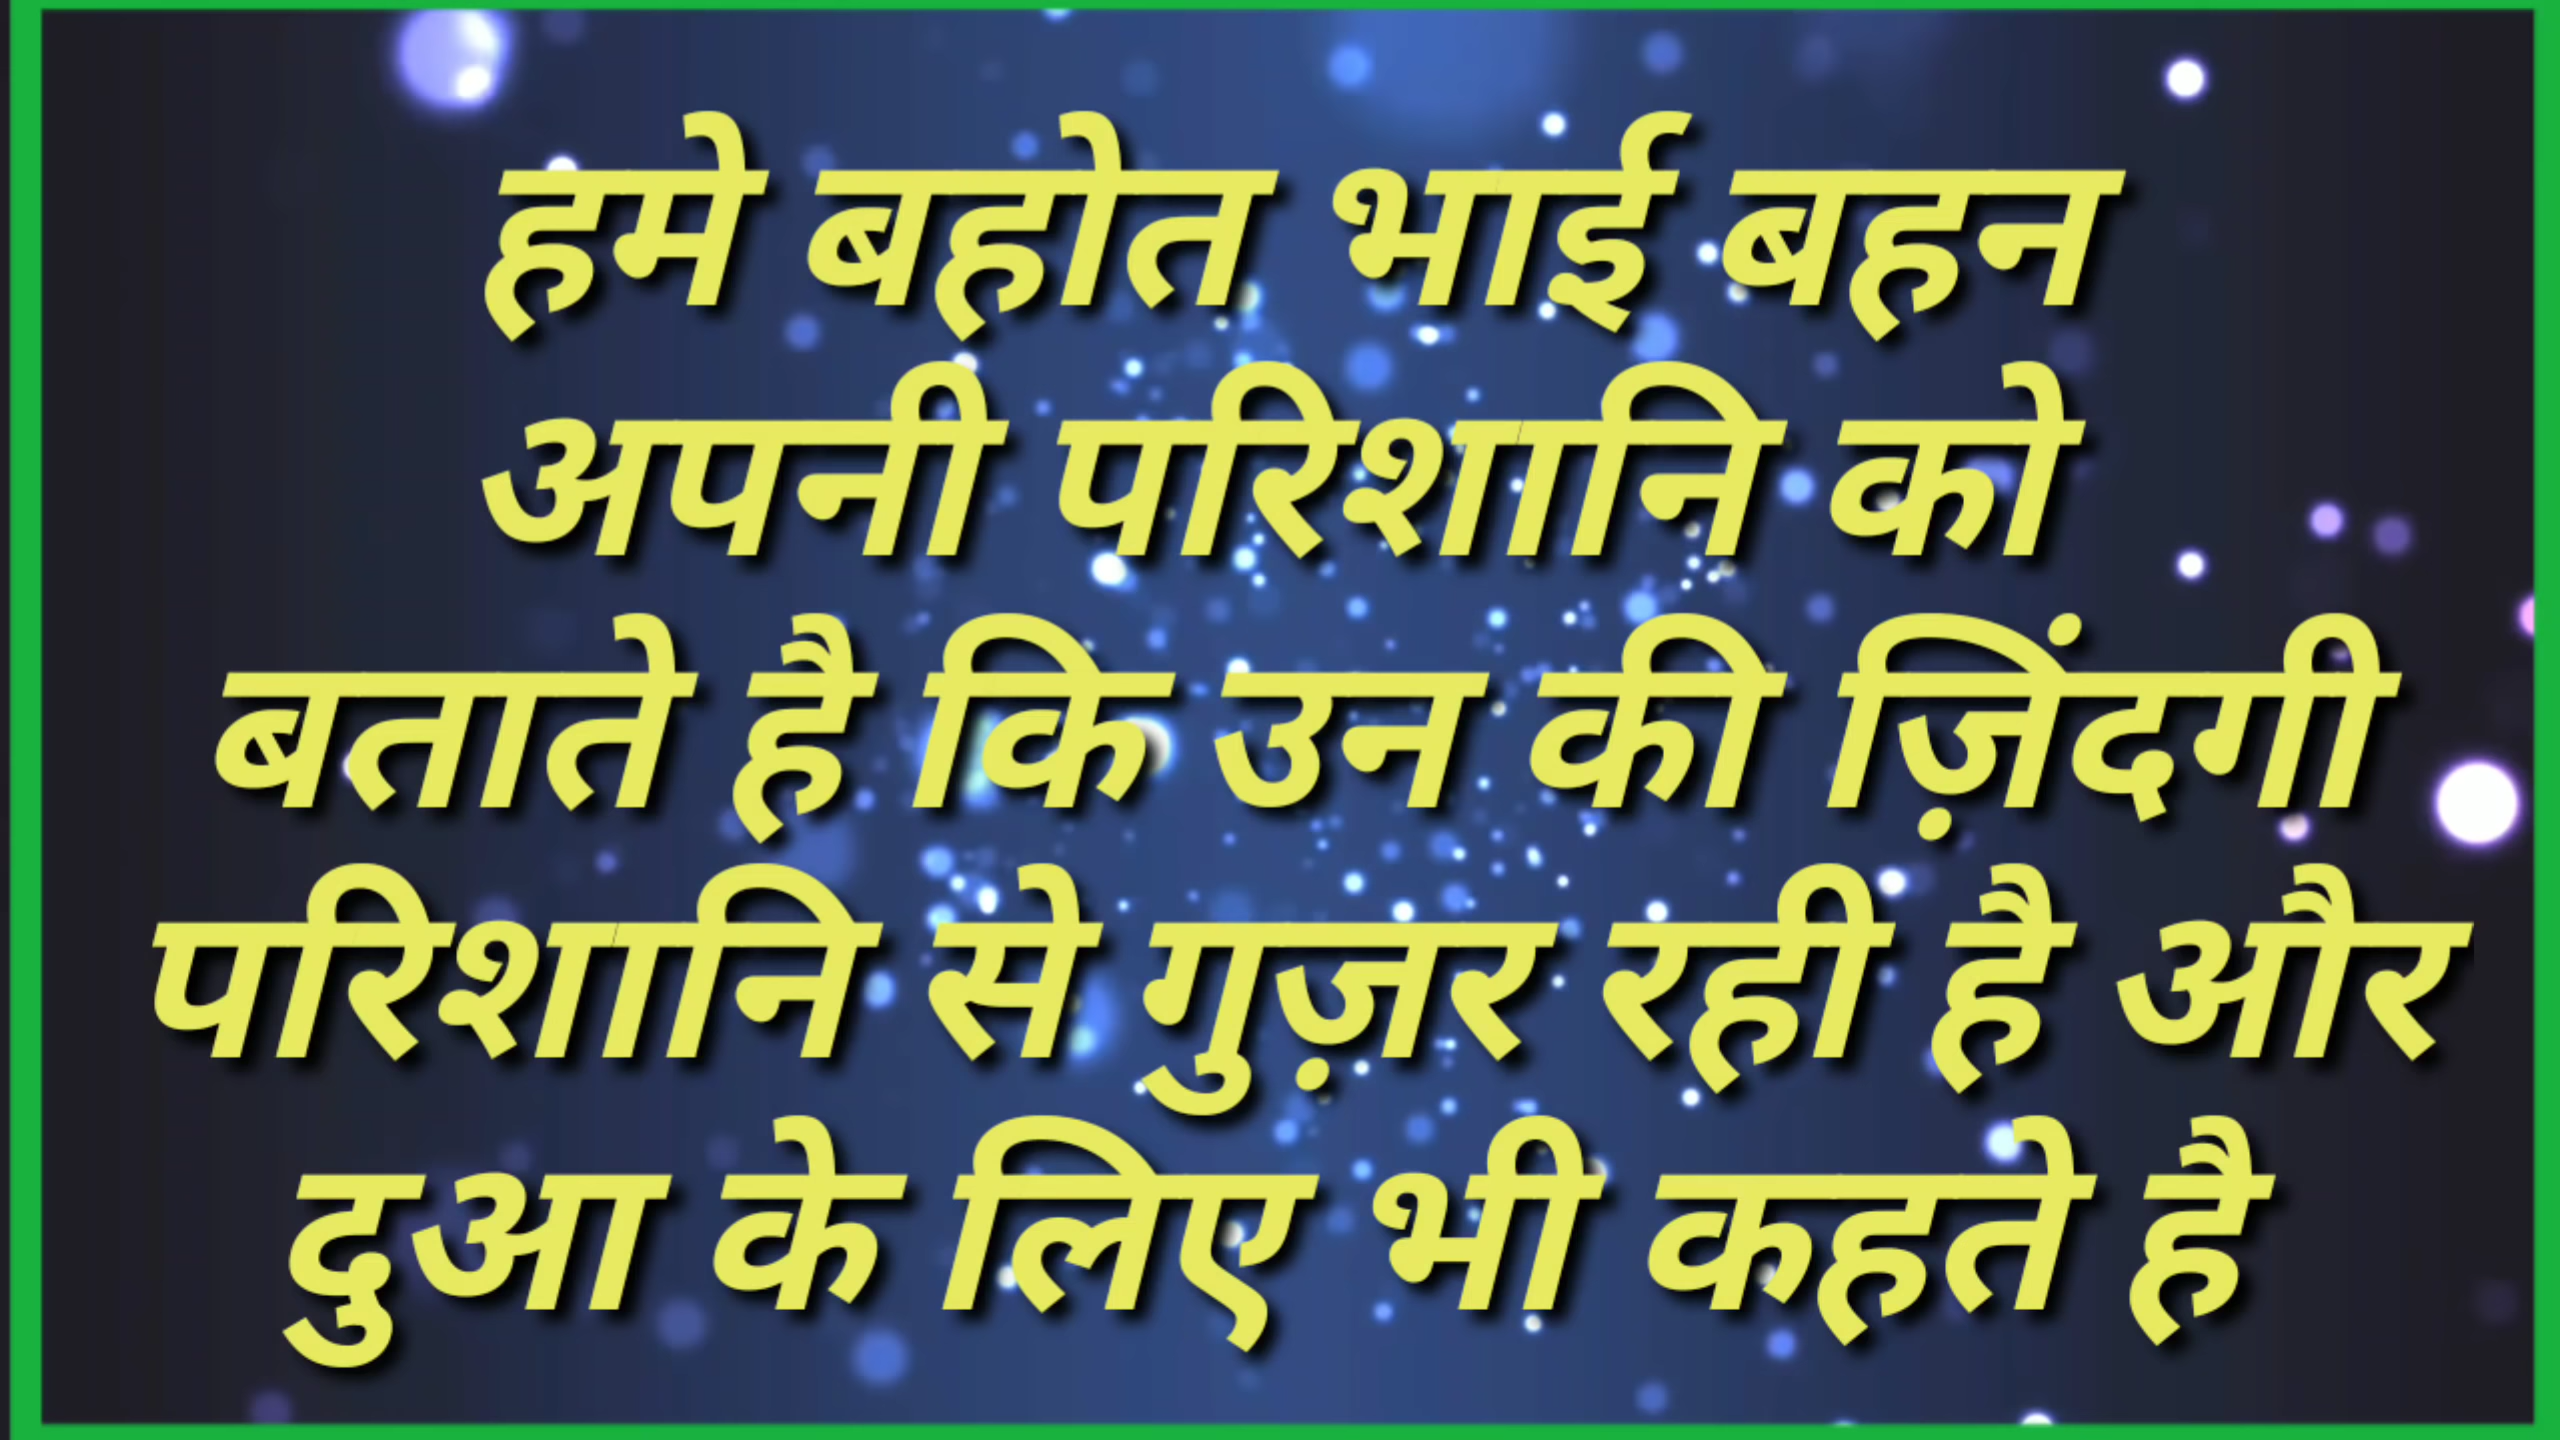 हमे बहोत भाई बहन
अपनी परिशानि को
बताते है कि उन की ज़िंदगी
परिशानि से गुज़र रही है और
दुआ के लिए भी कहते है